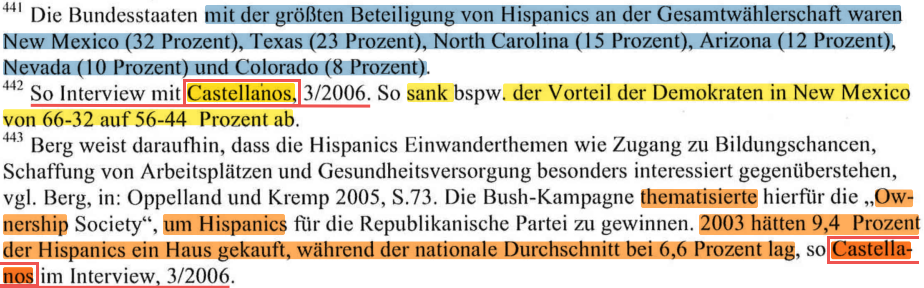 441 Die Bundesstaaten mit der größten Beteiligung von Hispanics an der Gesamtwählerschaft waren
New Mexico (32 Prozent), Texas (23 Prozent), North Carolina (15 Prozent), Arizona (12 Prozent),
Nevada (10 Prozent) und Colorado (8 Prozent).
442 So Interview mit Castellanos, 3/2006. So sank bspw. der Vorteil der Demokraten in New Mexico
von 66-32 auf 56-44 Prozent ab.
443 Berg weist daraufhin, dass die Hispanics Einwanderthemen wie Zugang zu Bildungschancen,
Schaffung von Arbeitsplätzen und Gesundheitsversorgung besonders interessiert gegenüberstehen,
vgl. Berg, in: Oppelland und Kremp 2005, S.73. Die Bush-Kampagne thematisierte hierfür die „Ow-
nership Society“, um Hispanics für die Republikanische Partei zu gewinnen. 2003 hätten 9,4 Prozent
der Hispanics ein Haus gekauft, während der nationale Durchschnitt bei 6,6 Prozent lag, so Castella-
nos im Interview, 3/2006.